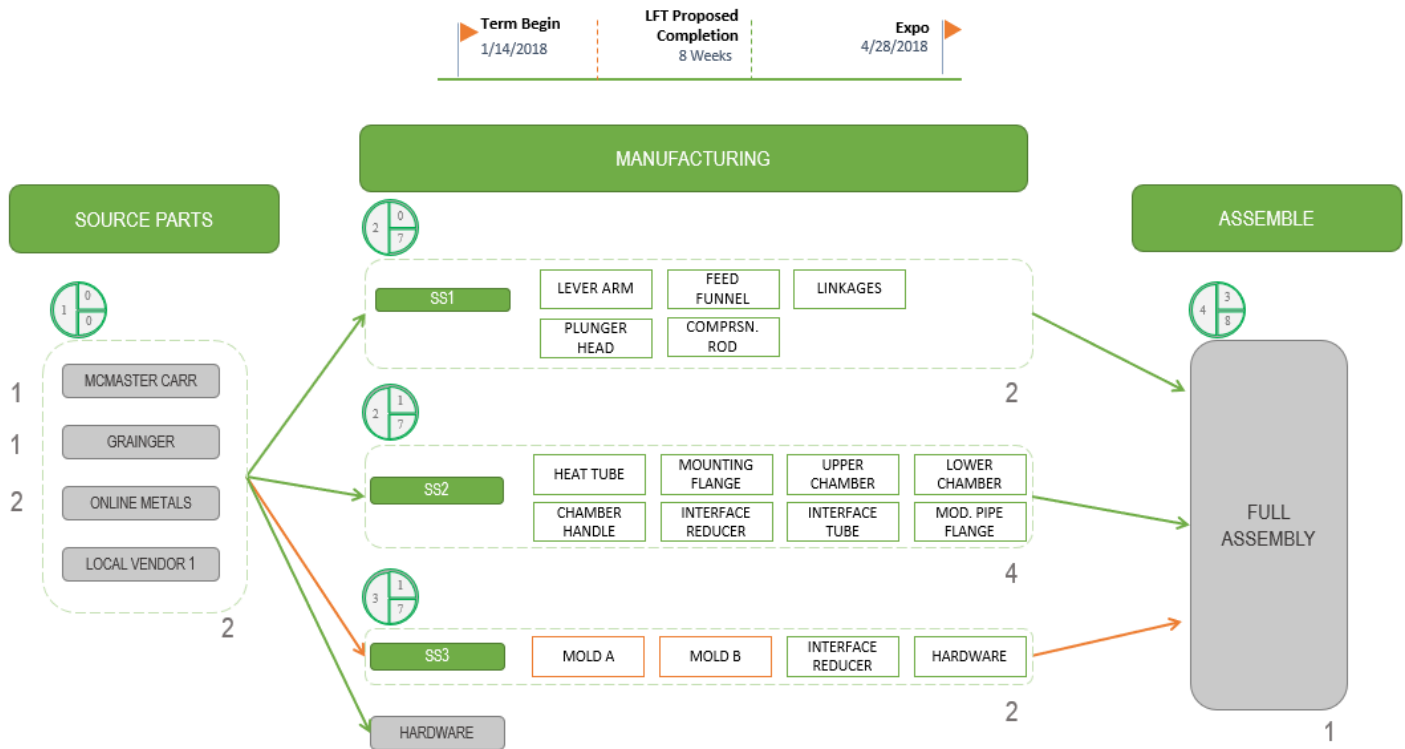 Term Begin
1/14/2018
LFT Proposed
Completion
8 Weeks
Expo
4/28/2018
MANUFACTURING
SOURCE PARTS
ASSEMBLE
1
0
0
MCMASTER CARR
1
GRAINGER
1
ONLINE METALS
2
LOCAL VENDOR 1
2
2
0
7
SS1
LEVER ARM
FEED
FUNNEL
LINKAGES
PLUNGER
HEAD
COMPRSN.
ROD
2
2
1
7
SS2
HEAT TUBE
MOUNTING
FLANGE
UPPER
CHAMBER
LOWER
CHAMBER
CHAMBER
HANDLE
INTERFACE
REDUCER
INTERFACE
TUBE
MOD. PIPE
FLANGE
4
3
1
7
SS3
MOLD A
MOLD B
INTERFACE
REDUCER
HARDWARE
2
HARDWARE
4
3
8
FULL
ASSEMBLY
1